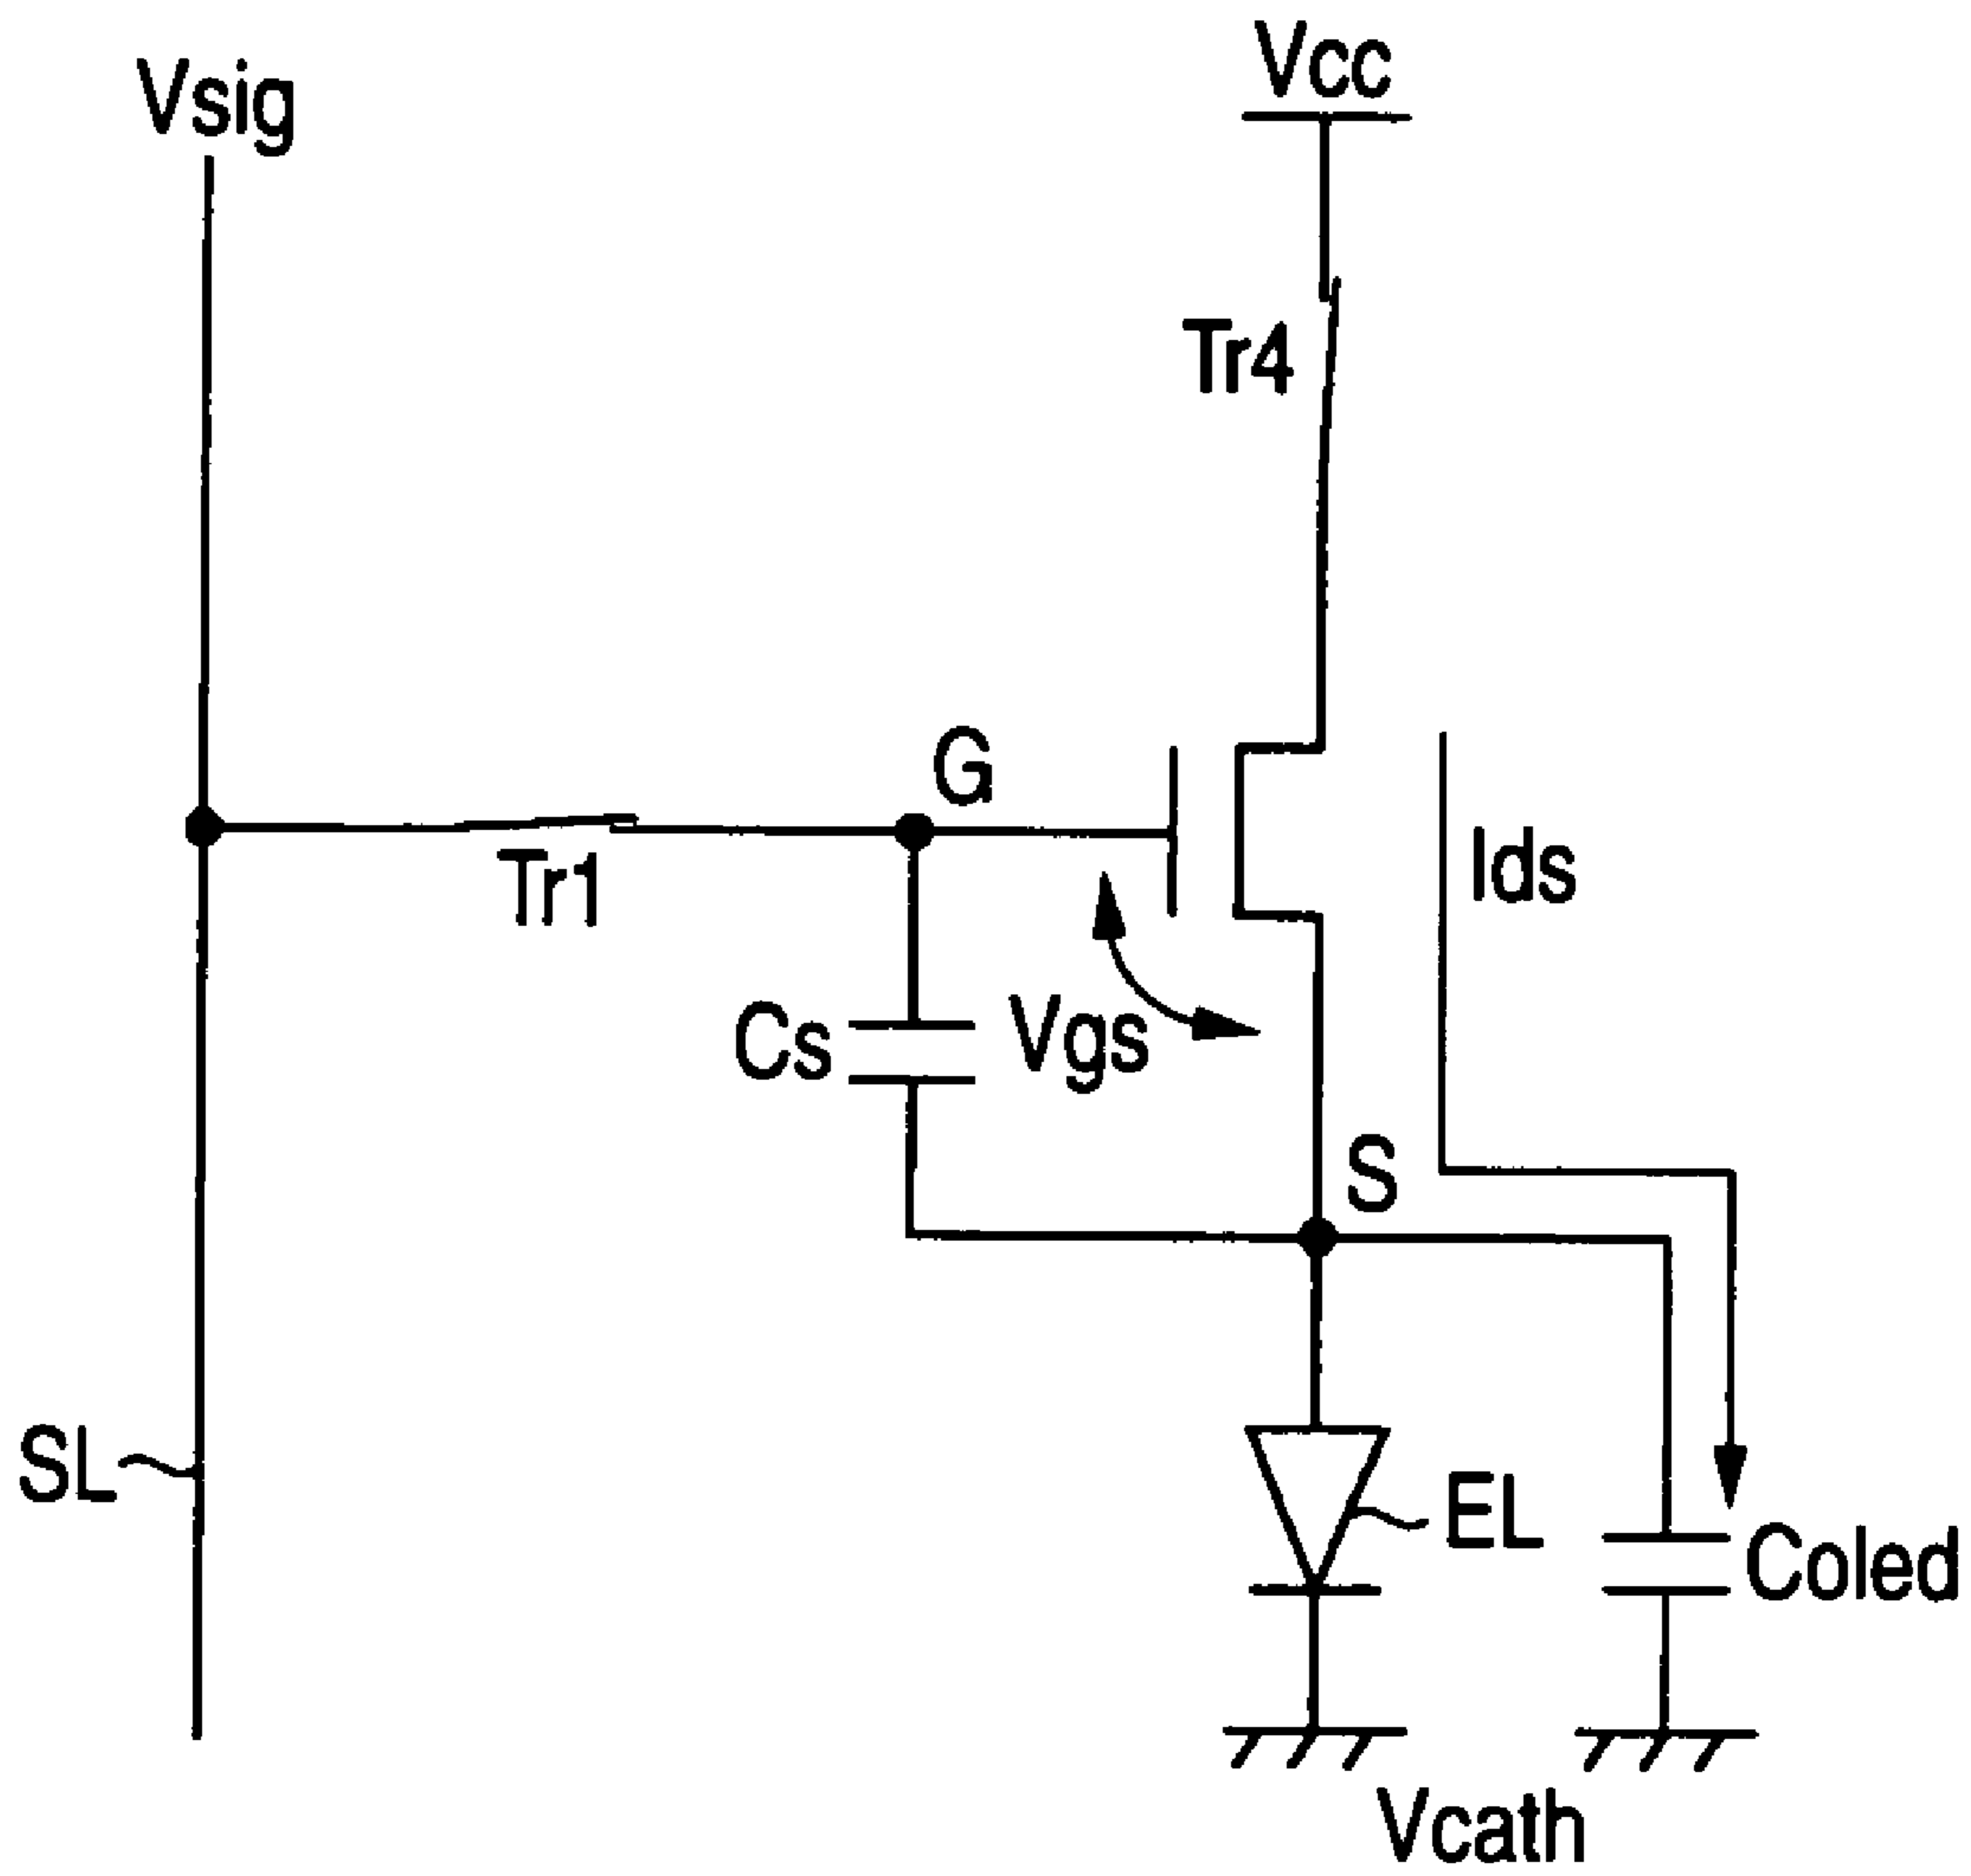 Vsig
Vcc
Tr4
G
Tr1
Ids
Cs
Vgs
S
SL
EL
Coled
Vcath